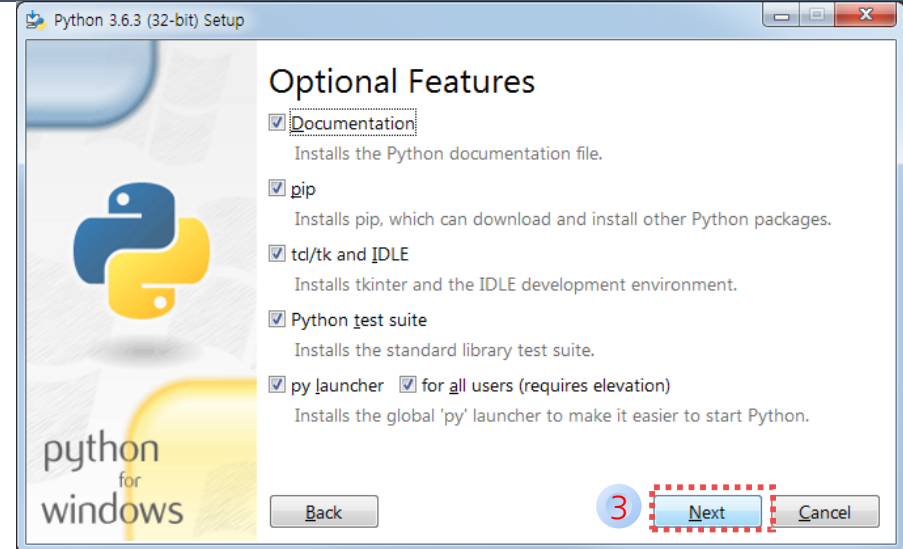 Python 3.6.3 (32-bit) Setup
Optional Features
Documentation
Installs the Python documentation file.
pip
Installs pip, which can download and install other Python packages.
tcl/tk and IDLE
Installs tkinter and the IDLE development environment.
Python test suite
Installs the standard library test suite.
py launcher for all users (requires elevation)
Installs the global 'py' launcher to make it easier to start Python.
python
for
windows
Back 3 Next Cancel